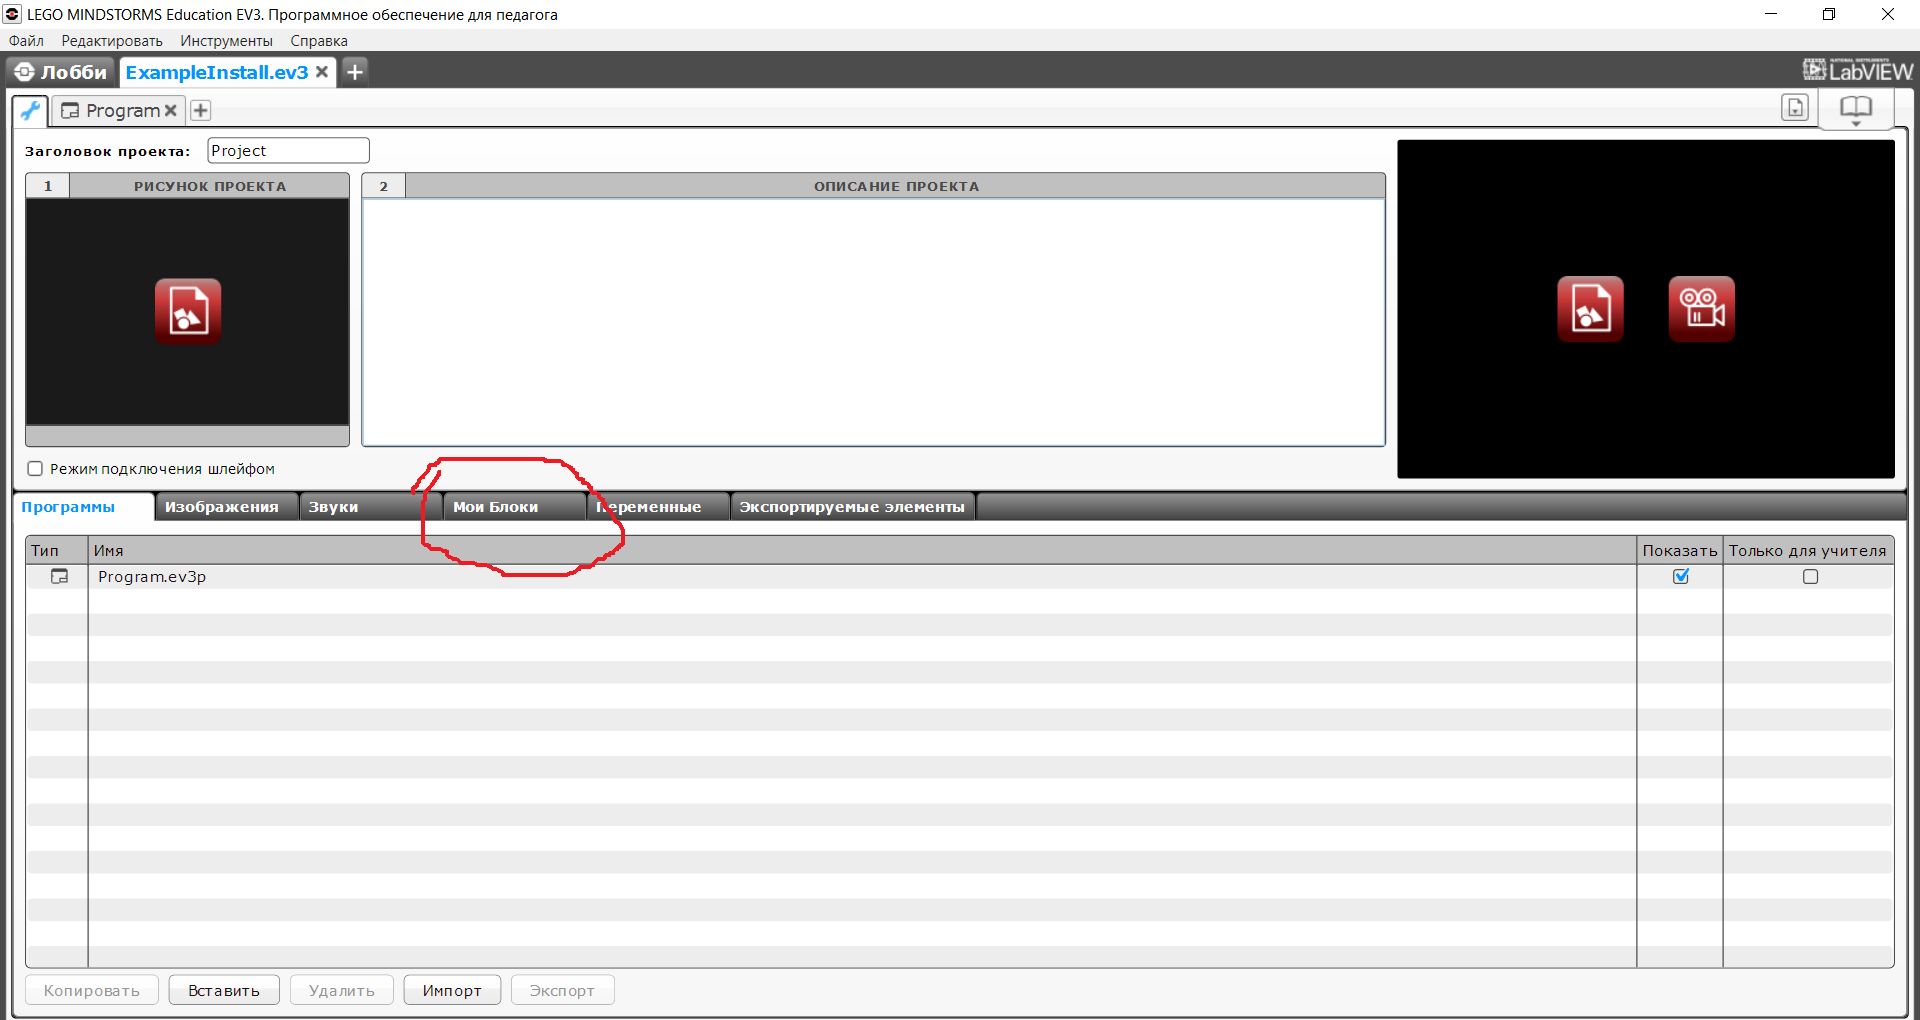 LEGO MINDSTORMS Education EV3. Программное обеспечение для педагога
Файл Редактировать Инструменты Справка
Лобби ExampleInstall.ev3
NATIONAL INSTRUMENTS
LabVIEW
Program
Заголовок проекта: Project
1 РИСУНОК ПРОЕКТА 2 ОПИСАНИЕ ПРОЕКТА
Режим подключения шлейфом
Программы Изображения Звуки Мои Блоки Переменные Экспортируемые элементы
Тип Имя Показать Только для учителя
Program.ev3p
Копировать Вставить Удалить Импорт Экспорт